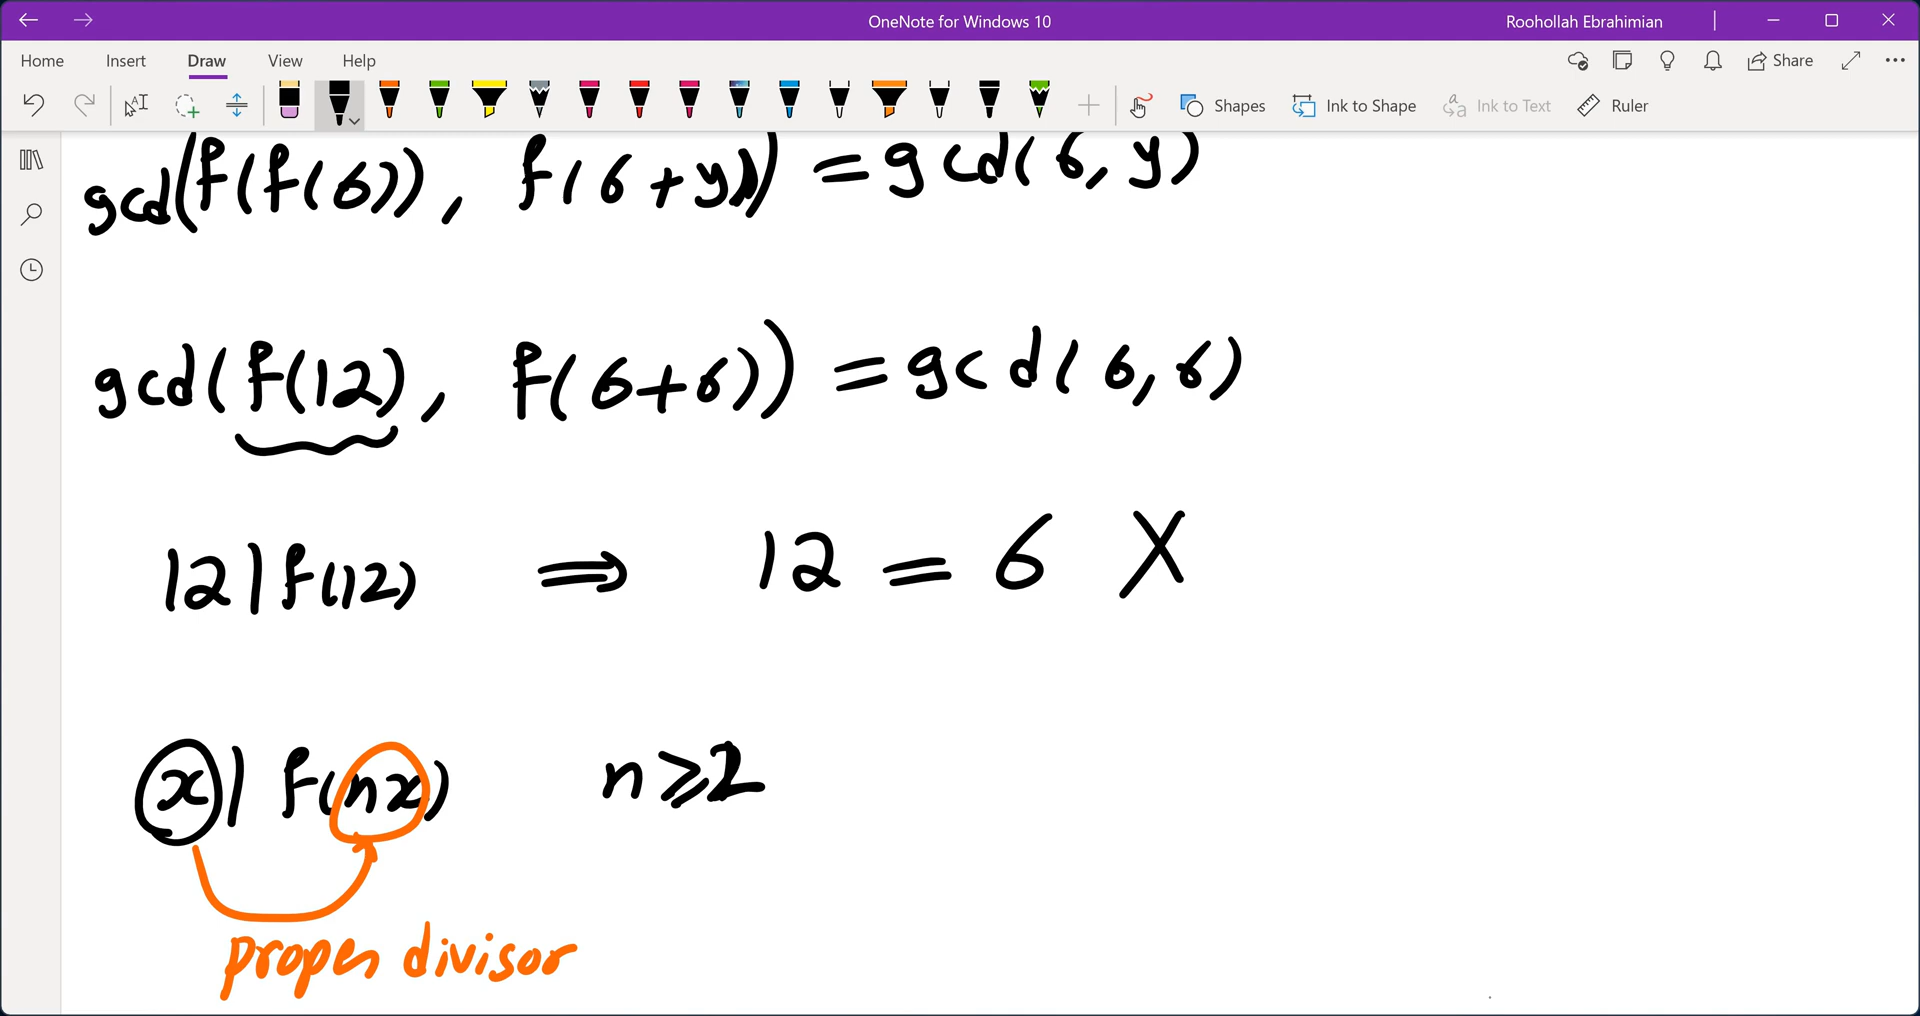 OneNote for Windows 10
Roohollah Ebrahimian
Home Insert Draw View Help
Share
Shapes Ink to Shape Ink to Text Ruler
gcd(f(f(6)), f(6+y)) = gcd(6, y)
gcd(f(12), f(6+6)) = gcd(6, 6)
12|f(12) ⟹ 12 = 6 X
x | f(nx) n ⩾ 2
proper divisor